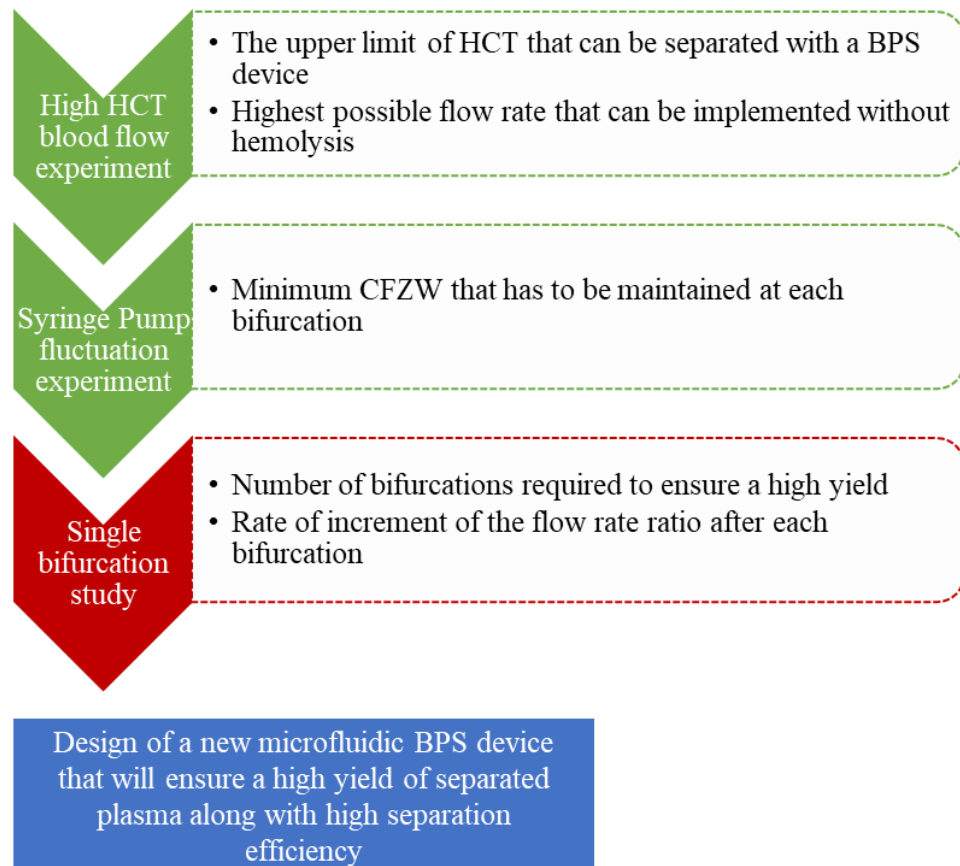 High HCT
blood flow
experiment
• The upper limit of HCT that can be separated with a BPS
device
• Highest possible flow rate that can be implemented without
hemolysis
Syringe Pump
fluctuation
experiment
• Minimum CFZW that has to be maintained at each
bifurcation
Single
bifurcation
study
• Number of bifurcations required to ensure a high yield
• Rate of increment of the flow rate ratio after each
bifurcation
Design of a new microfluidic BPS device
that will ensure a high yield of separated
plasma along with high separation
efficiency